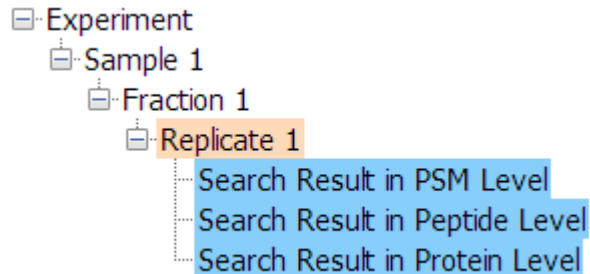 Experiment
Sample 1
Fraction 1
Replicate 1
Search Result in PSM Level
Search Result in Peptide Level
Search Result in Protein Level